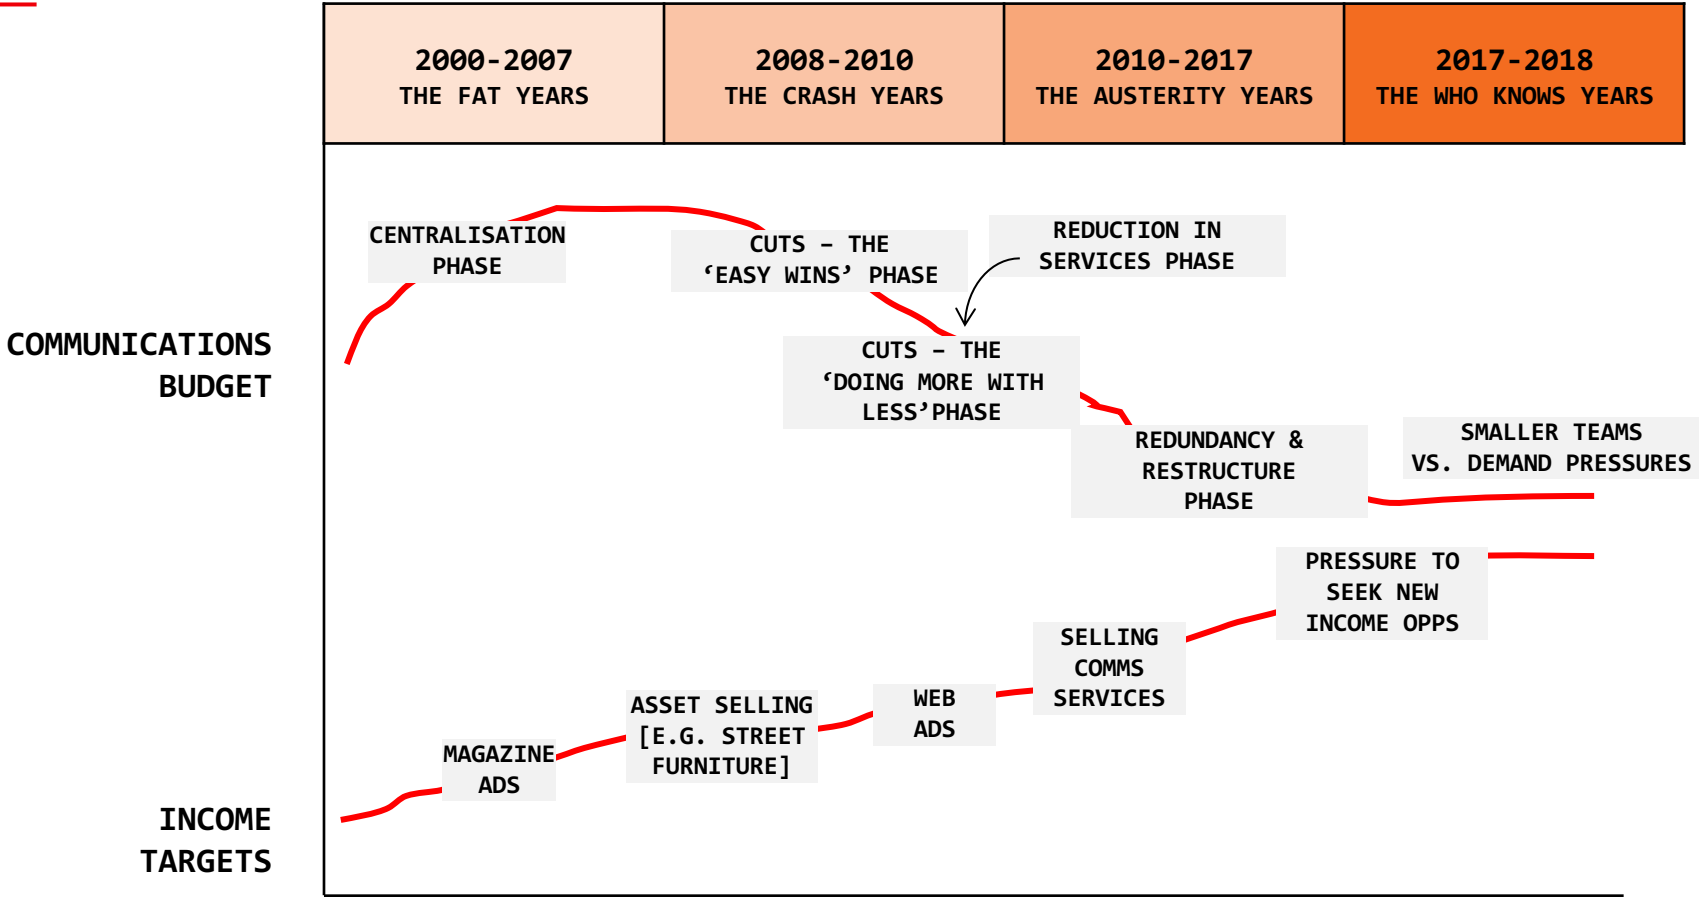 2000-2007
THE FAT YEARS
2008-2010
THE CRASH YEARS
2010-2017
THE AUSTERITY YEARS
2017-2018
THE WHO KNOWS YEARS
COMMUNICATIONS
BUDGET
CENTRALISATION
PHASE
CUTS – THE
‘EASY WINS’ PHASE
REDUCTION IN
SERVICES PHASE
CUTS – THE
‘DOING MORE WITH
LESS’PHASE
REDUNDANCY &
RESTRUCTURE
PHASE
SMALLER TEAMS
VS. DEMAND PRESSURES
INCOME
TARGETS
MAGAZINE
ADS
ASSET SELLING
[E.G. STREET
FURNITURE]
WEB
ADS
SELLING
COMMS
SERVICES
PRESSURE TO
SEEK NEW
INCOME OPPS